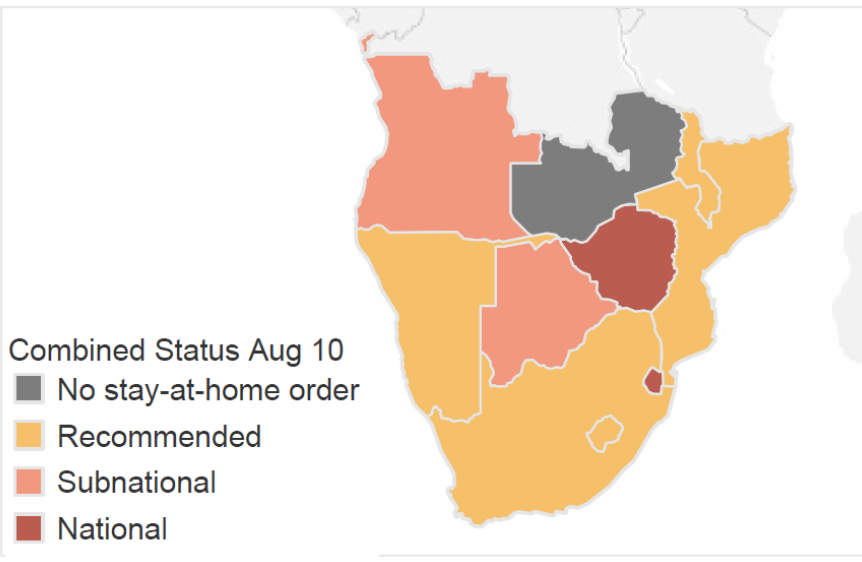 Combined Status Aug 10
No stay-at-home order
Recommended
Subnational
National